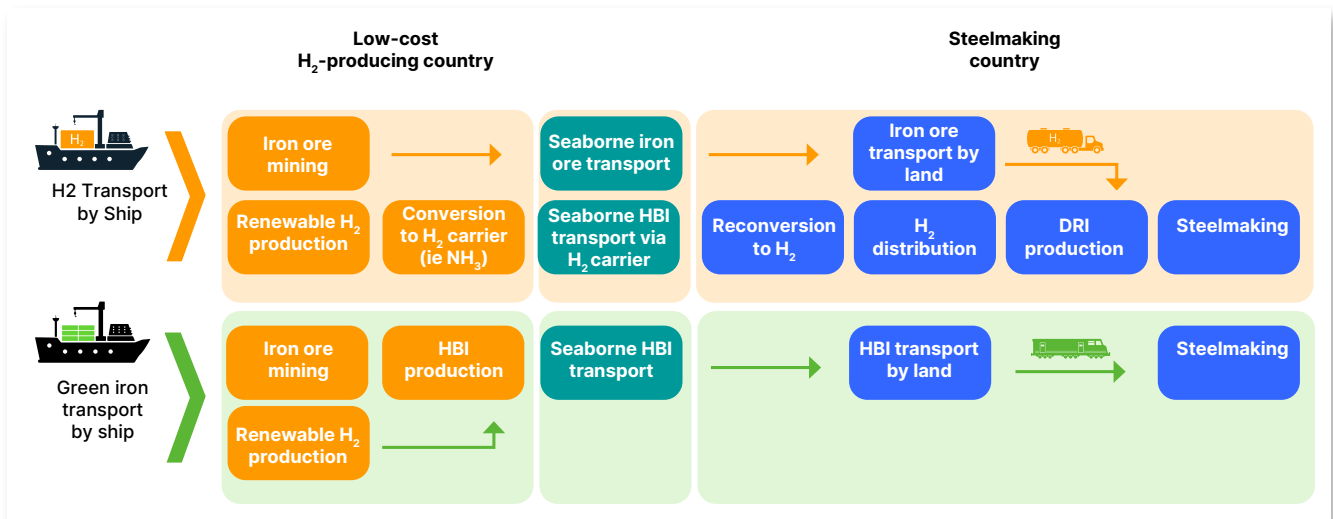 Low-cost
H₂-producing country
Steelmaking
country
H₂
H2 Transport
by Ship
Iron ore
mining
Seaborne iron
ore transport
Iron ore
transport by
land
H₂
Renewable H₂
production
Conversion
to H₂ carrier
(ie NH₃)
Seaborne HBI
transport via
H₂ carrier
Reconversion
to H₂
H₂
distribution
DRI
production
Steelmaking
Green iron
transport
by ship
Iron ore
mining
HBI
production
Seaborne HBI
transport
HBI transport
by land
Steelmaking
Renewable H₂
production